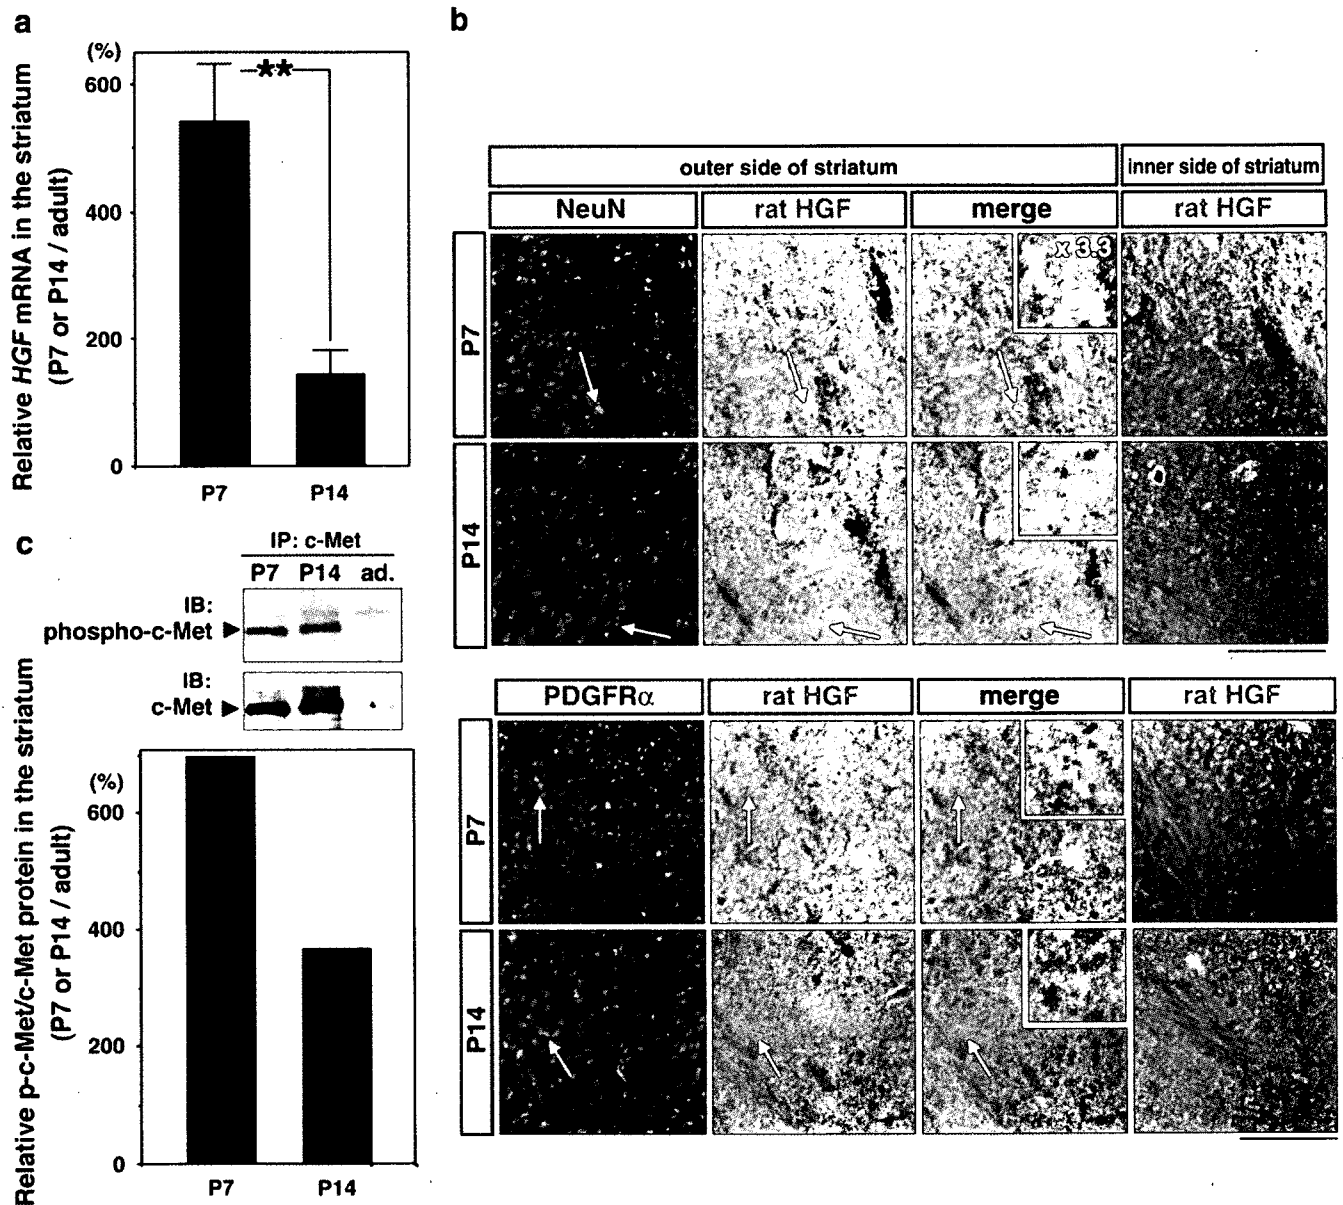 a
Relative HGF mRNA in the striatum
(P7 or P14 / adult)
(%)
600
400
200
0
**
P7
P14
b
outer side of striatum
inner side of striatum
NeuN
rat HGF
merge
rat HGF
P7
x 3.3
P14
PDGFRα
rat HGF
merge
rat HGF
P7
P14
c
IP: c-Met
P7 P14 ad.
IB:
phospho-c-Met
IB:
c-Met
Relative p-c-Met/c-Met protein in the striatum
(P7 or P14 / adult)
(%)
600
400
200
0
P7
P14